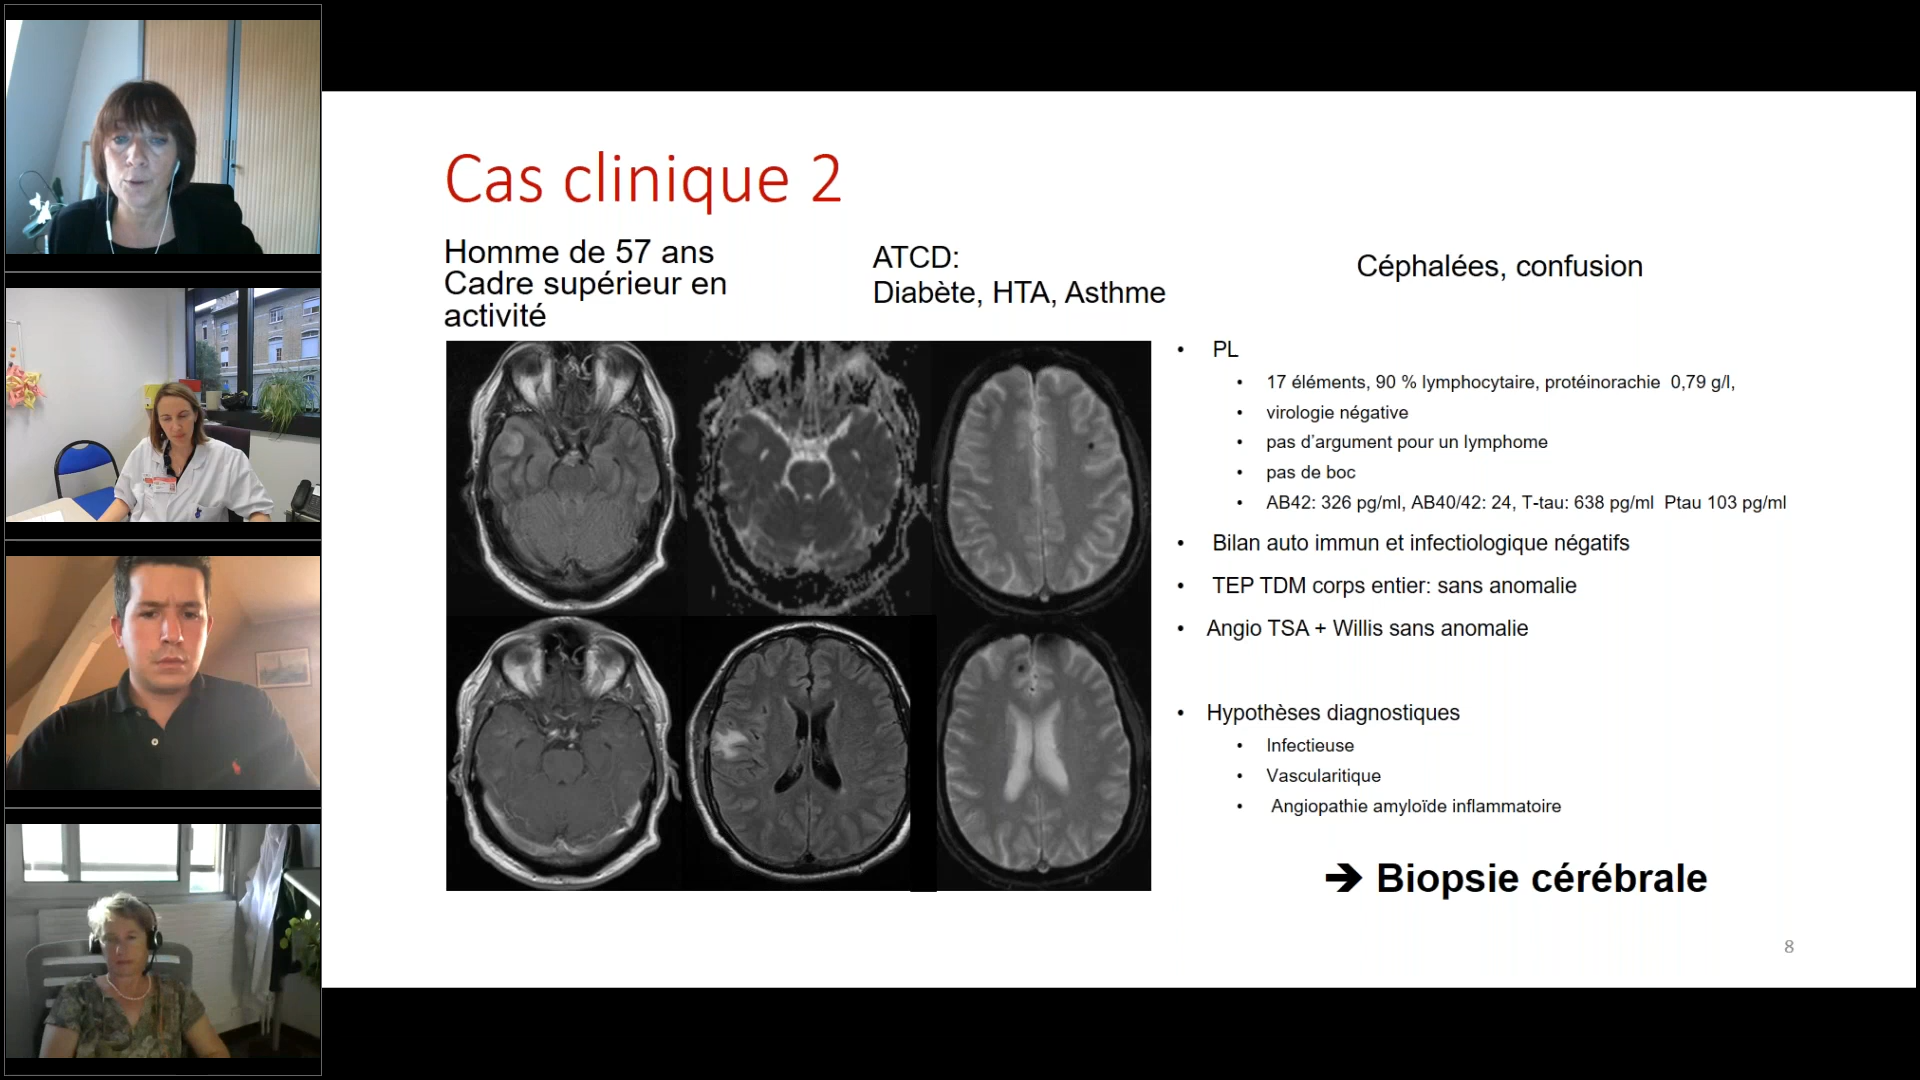 Cas clinique 2
Homme de 57 ans
Cadre supérieur en
activité
ATCD:
Diabète, HTA, Asthme
Céphalées, confusion
• PL
• 17 éléments, 90 % lymphocytaire, protéinorachie 0,79 g/l,
• virologie négative
• pas d'argument pour un lymphome
• pas de boc
• AB42: 326 pg/ml, AB40/42: 24, T-tau: 638 pg/ml Ptau 103 pg/ml
• Bilan auto immun et infectiologique négatifs
• TEP TDM corps entier: sans anomalie
• Angio TSA + Willis sans anomalie
• Hypothèses diagnostiques
• Infectieuse
• Vascularitique
• Angiopathie amyloïde inflammatoire
➔ Biopsie cérébrale
8